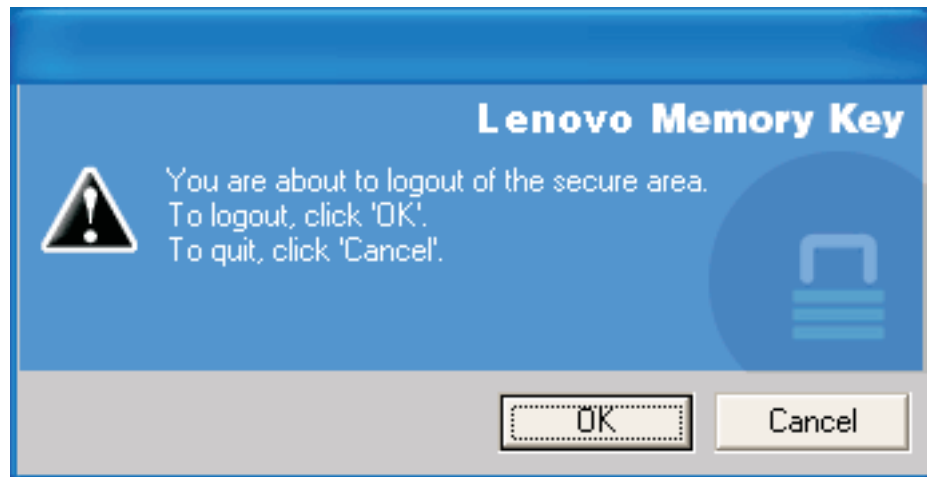 Lenovo Memory Key
You are about to logout of the secure area.
To logout, click 'OK'.
To quit, click 'Cancel'.
OK
Cancel